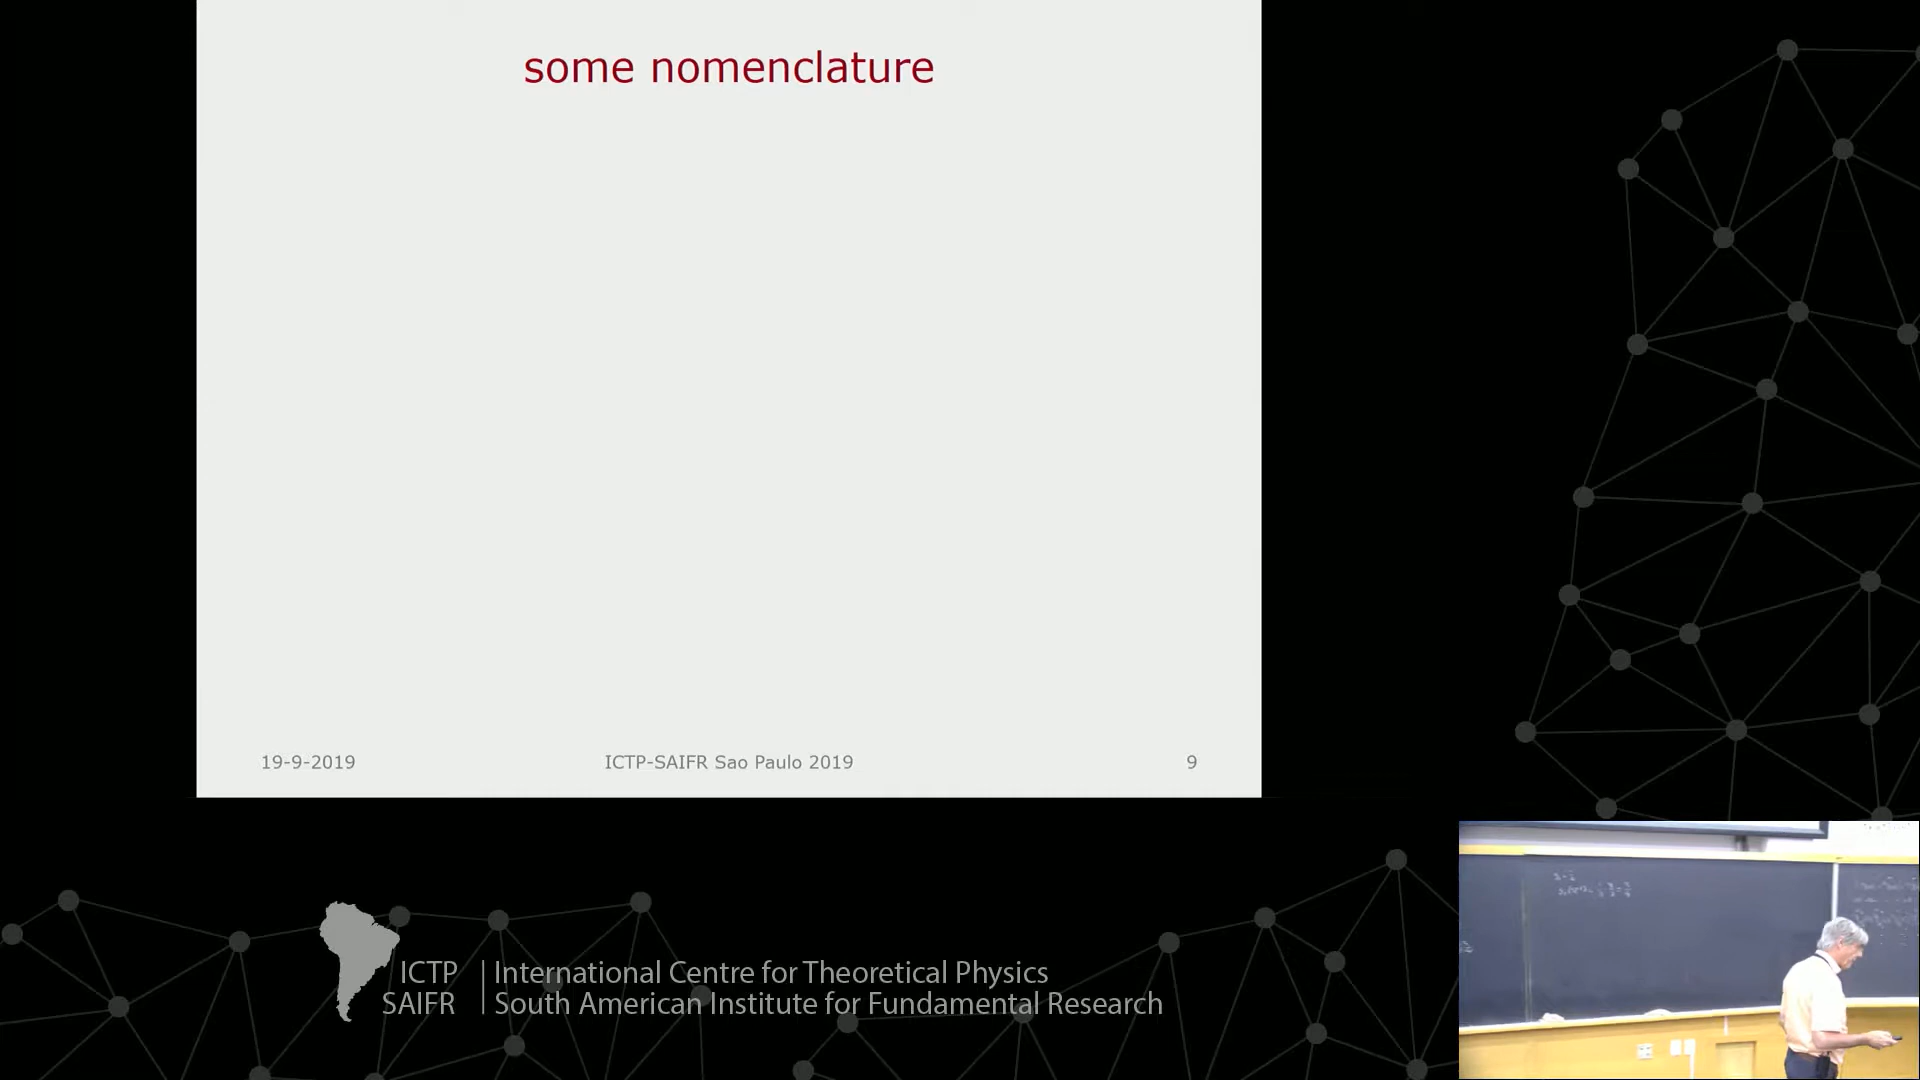 some nomenclature
19-9-2019
ICTP-SAIFR Sao Paulo 2019
9
ICTP
SAIFR
International Centre for Theoretical Physics
South American Institute for Fundamental Research